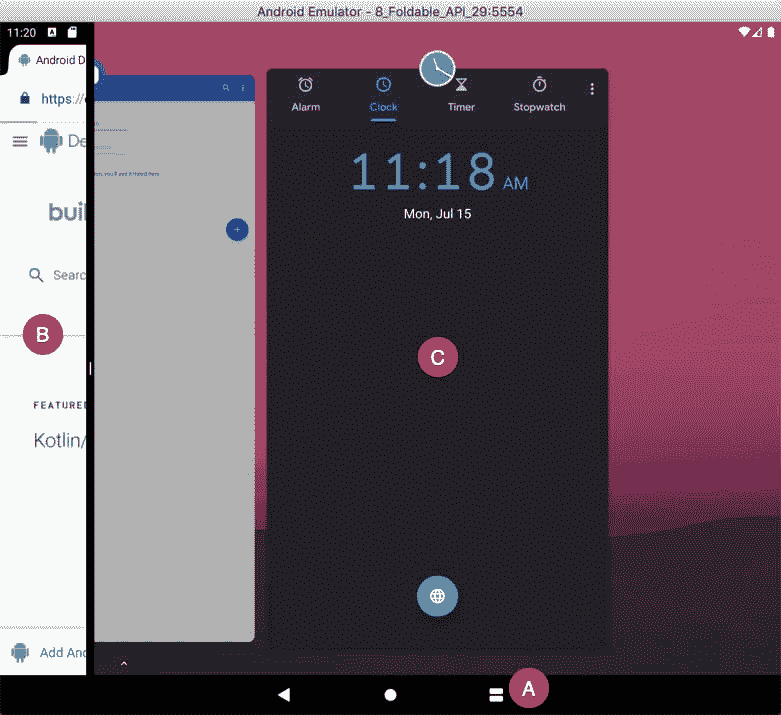 Android Emulator - 8_Foldable_API_29:5554
11:20
Android D
https://
De
buil
Searc
B
FEATURED
Kotlin/
Add And
Alarm
Clock
Timer
Stopwatch
11:18 AM
Mon, Jul 15
C
A